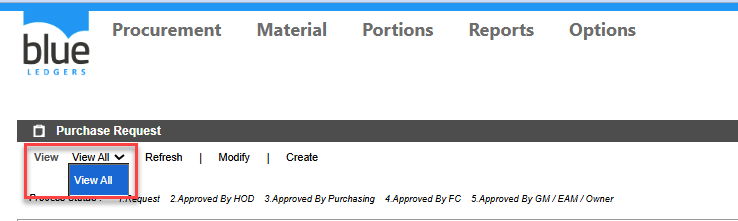 blue
LEDGERS
Procurement Material Portions Reports Options
Purchase Request
View View All Refresh | Modify | Create
View All
Process Status : 1.Request 2.Approved By HOD 3.Approved By Purchasing 4.Approved By FC 5.Approved By GM / EAM / Owner